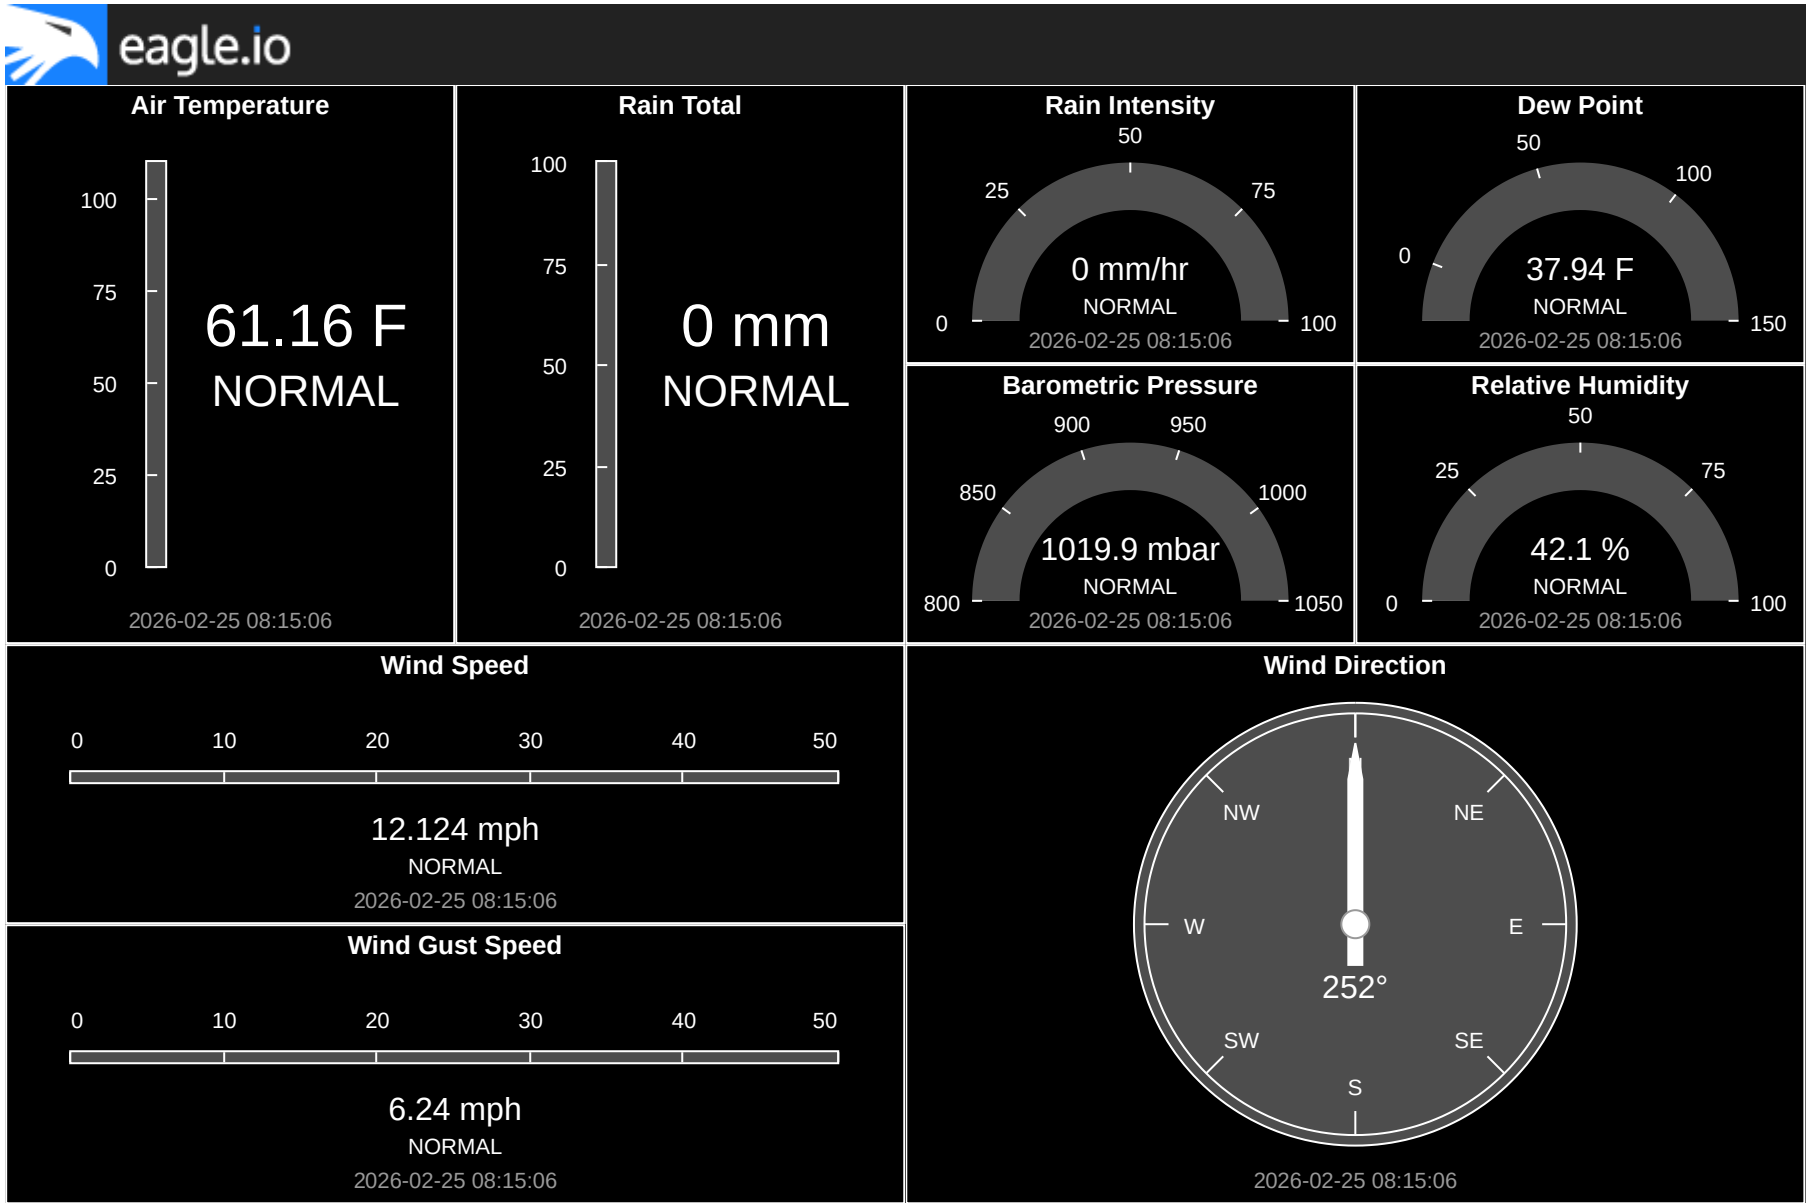 eagle.io
Air Temperature
100
75
50
25
0
61.16 F
NORMAL
2026-02-25 08:15:06
Rain Total
100
75
50
25
0
0 mm
NORMAL
2026-02-25 08:15:06
Rain Intensity
50
25
75
0
100
0 mm/hr
NORMAL
2026-02-25 08:15:06
Dew Point
50
100
0
150
37.94 F
NORMAL
2026-02-25 08:15:06
Barometric Pressure
900
950
850
1000
800
1050
1019.9 mbar
NORMAL
2026-02-25 08:15:06
Relative Humidity
50
25
75
0
100
42.1 %
NORMAL
2026-02-25 08:15:06
Wind Speed
0 10 20 30 40 50
12.124 mph
NORMAL
2026-02-25 08:15:06
Wind Gust Speed
0 10 20 30 40 50
6.24 mph
NORMAL
2026-02-25 08:15:06
Wind Direction
NW NE
W E
252°
SW SE
S
2026-02-25 08:15:06